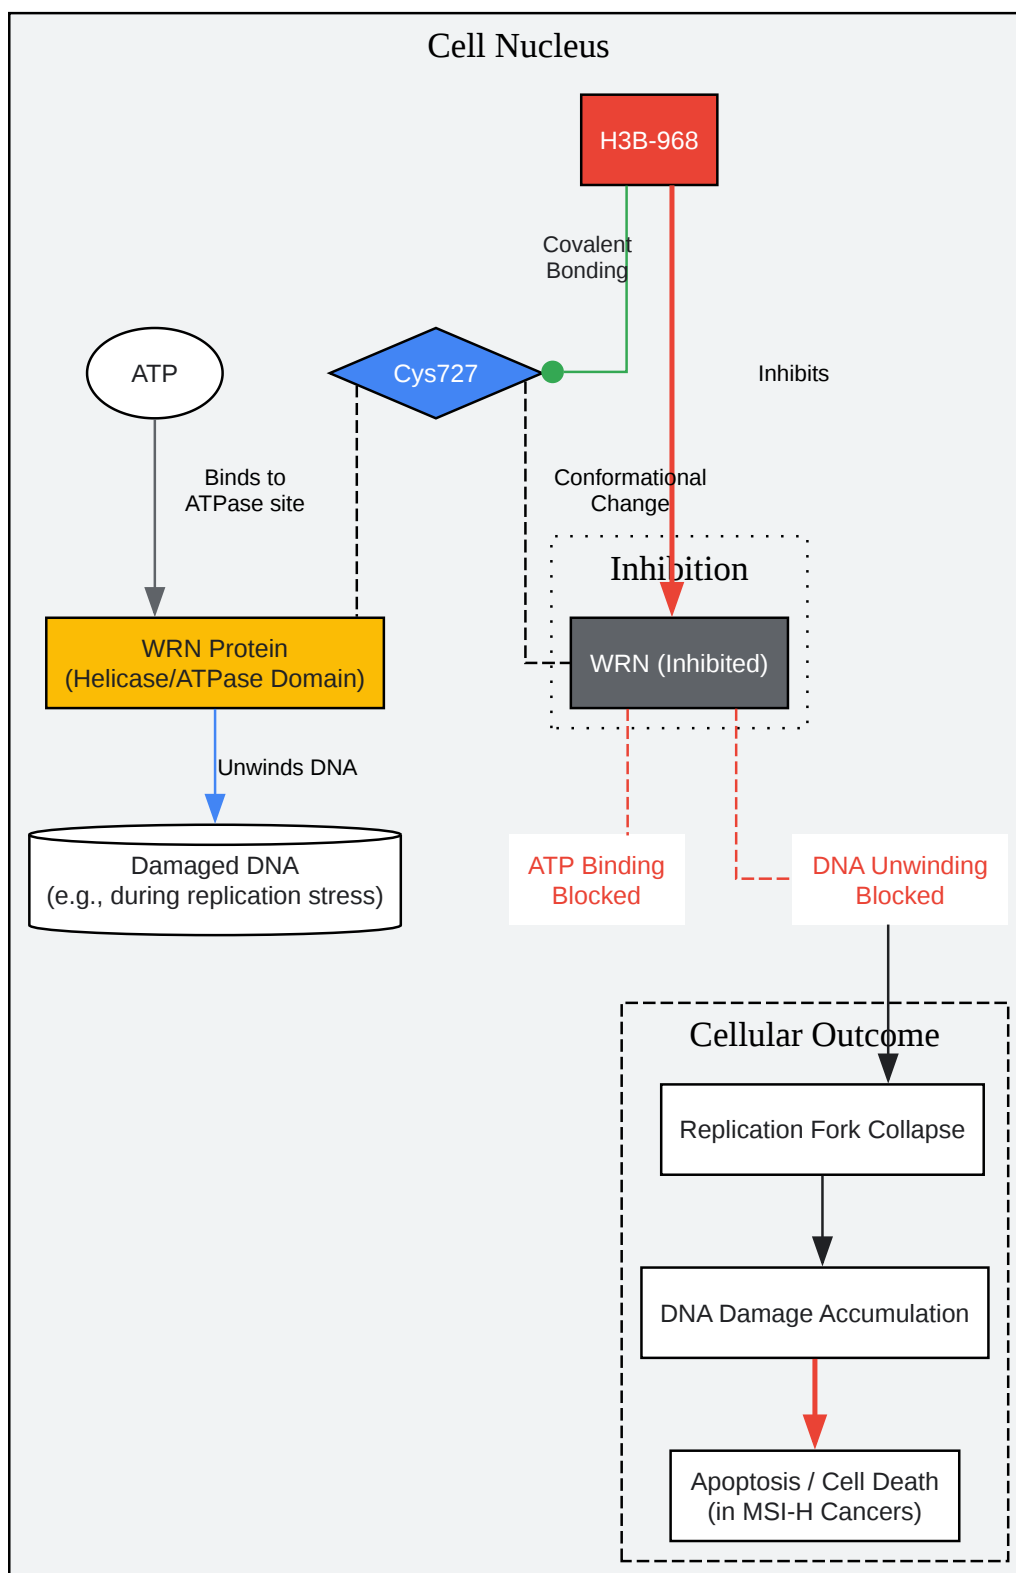 Cell Nucleus
H3B-968
Covalent
Bonding
ATP
Cys727
Inhibits
Binds to
ATPase site
Conformational
Change
Inhibition
WRN Protein
(Helicase/ATPase Domain)
WRN (Inhibited)
Unwinds DNA
Damaged DNA
(e.g., during replication stress)
ATP Binding
Blocked
DNA Unwinding
Blocked
Cellular Outcome
Replication Fork Collapse
DNA Damage Accumulation
Apoptosis / Cell Death
(in MSI-H Cancers)